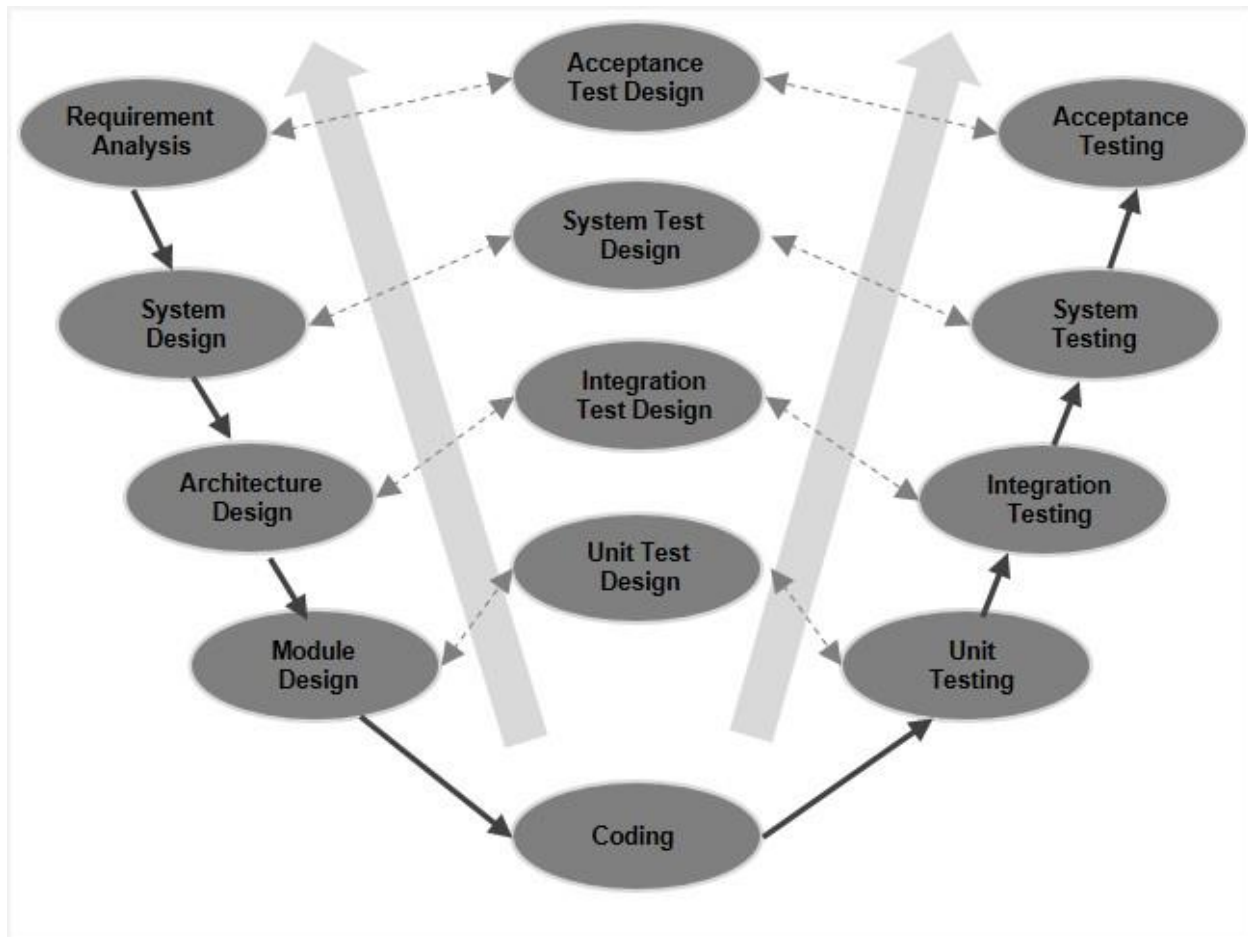 Acceptance
Test Design
Requirement
Analysis
Acceptance
Testing
System Test
Design
System
Design
System
Testing
Integration
Test Design
Architecture
Design
Integration
Testing
Unit Test
Design
Module
Design
Unit
Testing
Coding